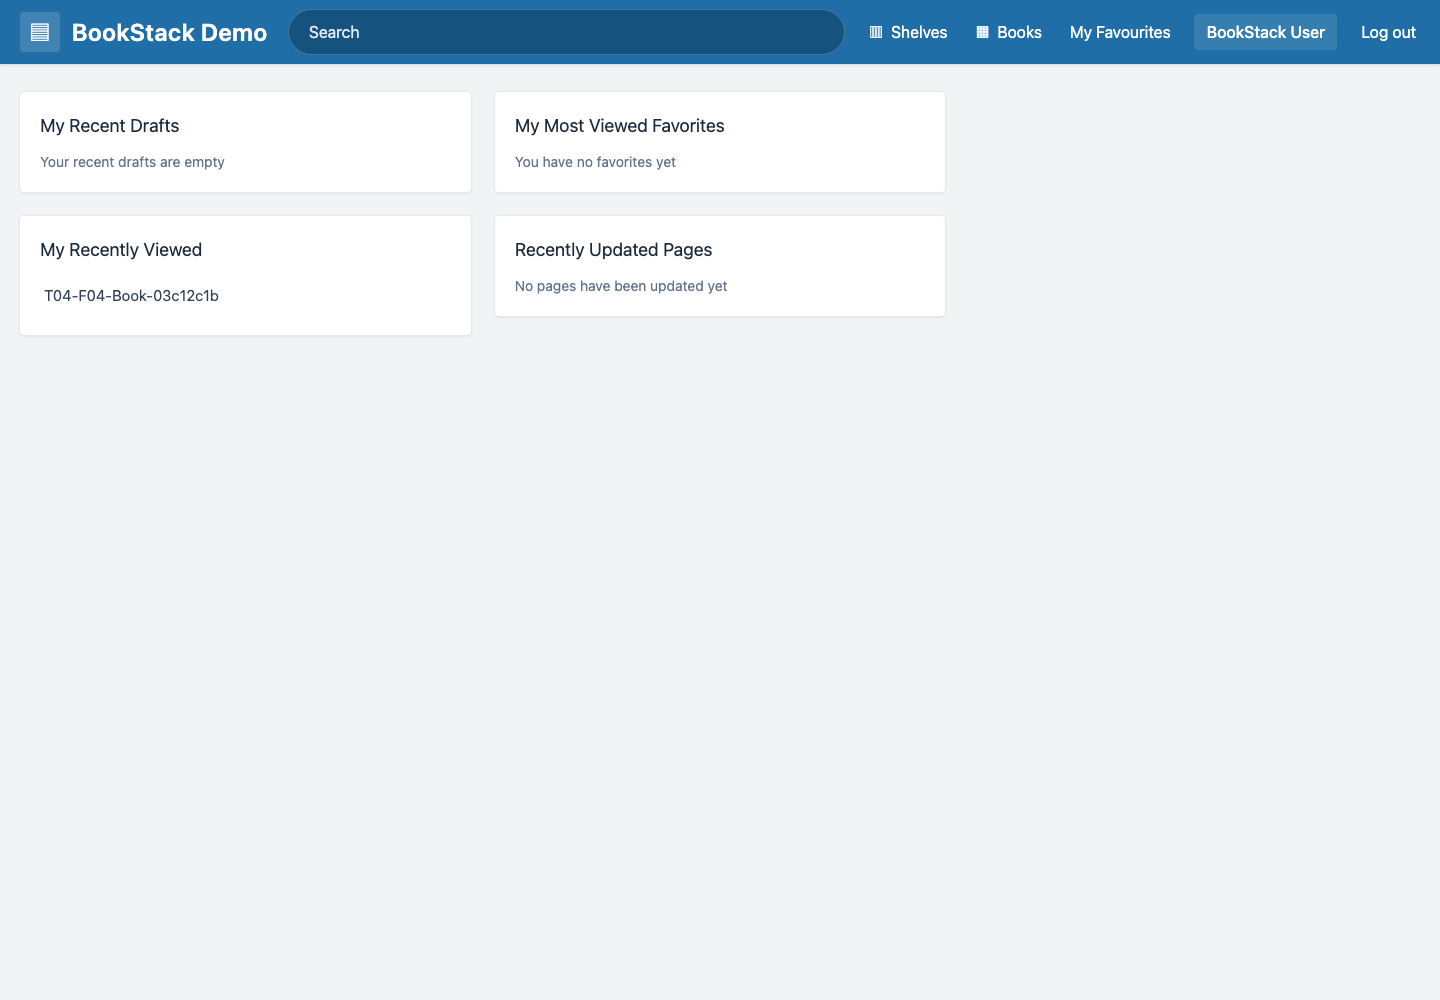 BookStack Demo
Search
Shelves
Books
My Favourites
BookStack User
Log out
My Recent Drafts
Your recent drafts are empty
My Most Viewed Favorites
You have no favorites yet
My Recently Viewed
T04-F04-Book-03c12c1b
Recently Updated Pages
No pages have been updated yet